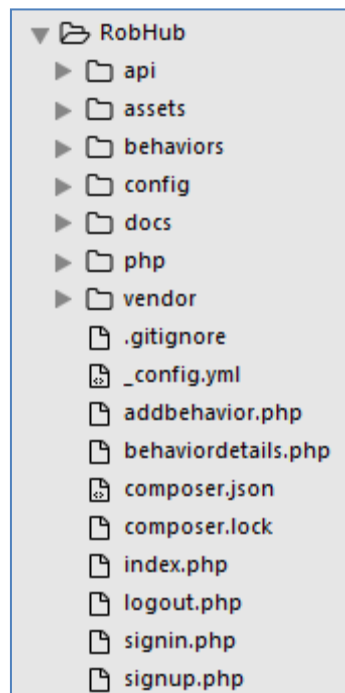 RobHub
api
assets
behaviors
config
docs
php
vendor
.gitignore
_config.yml
addbehavior.php
behaviordetails.php
composer.json
composer.lock
index.php
logout.php
signin.php
signup.php